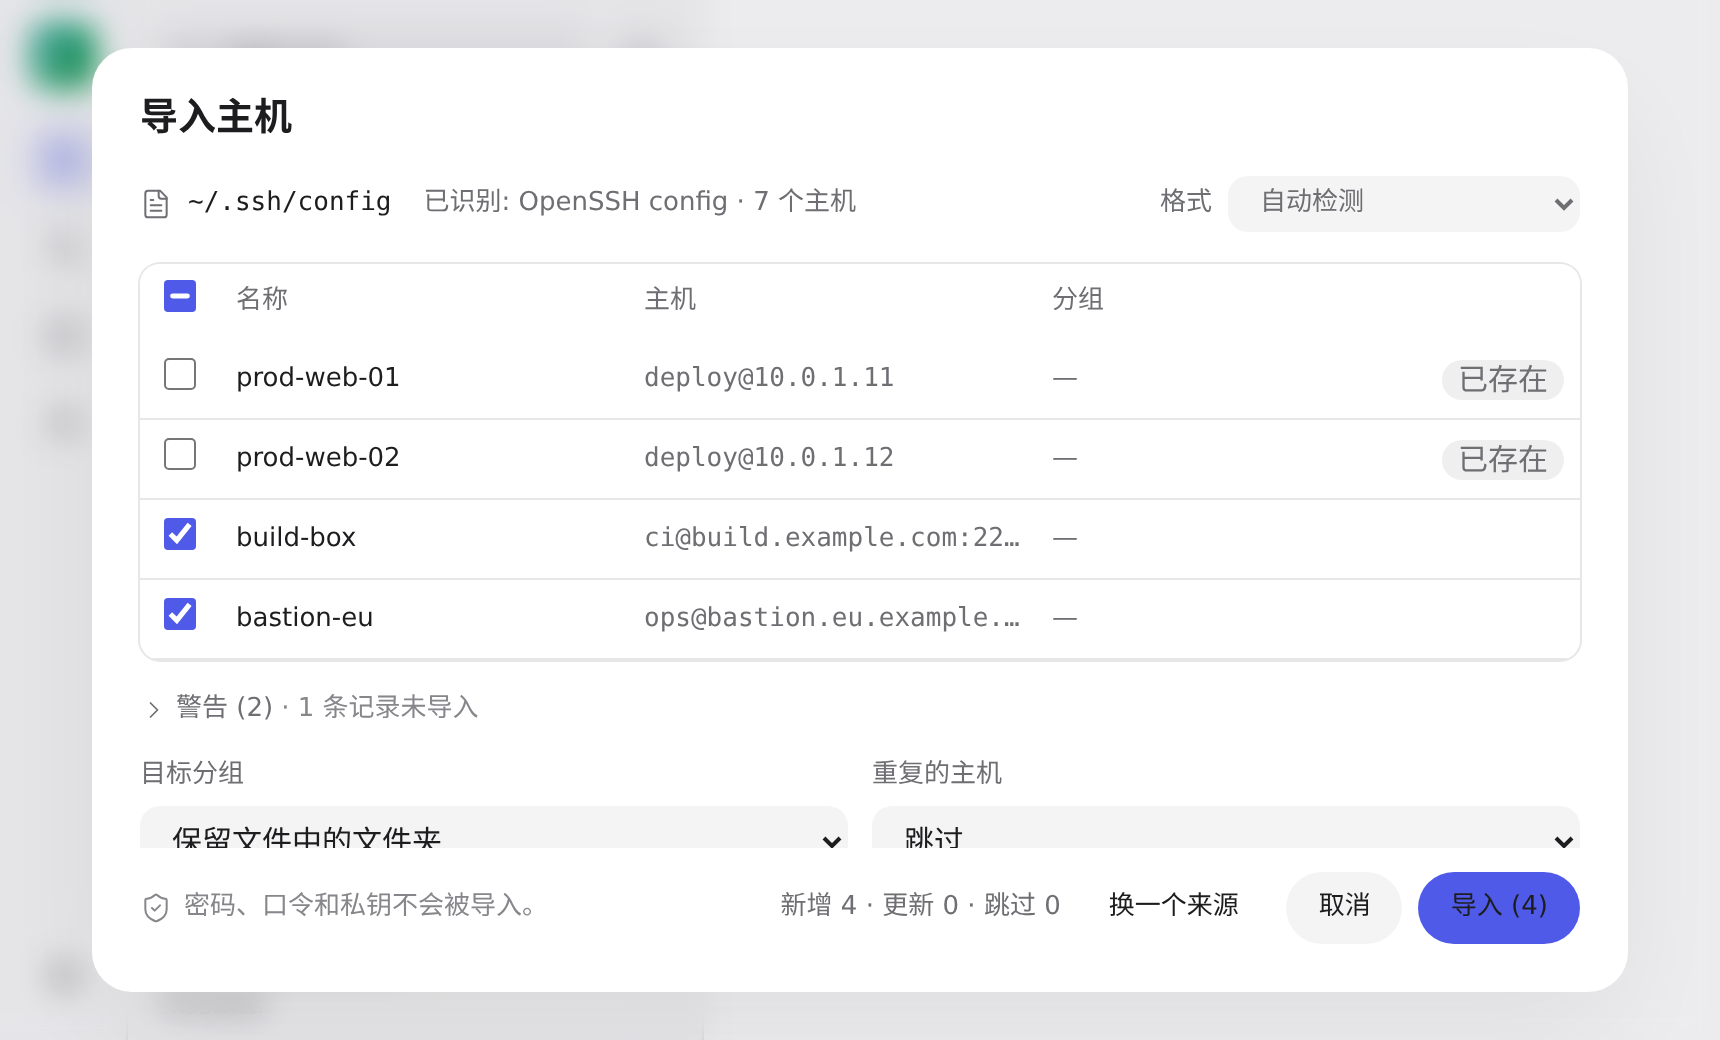 导入主机
~/.ssh/config 已识别: OpenSSH config · 7 个主机 格式 自动检测
名称 主机 分组
prod-web-01 deploy@10.0.1.11 — 已存在
prod-web-02 deploy@10.0.1.12 — 已存在
build-box ci@build.example.com:22… —
bastion-eu ops@bastion.eu.example.… —
警告 (2) · 1 条记录未导入
目标分组 重复的主机
保留文件中的文件夹 跳过
密码、口令和私钥不会被导入。 新增 4 · 更新 0 · 跳过 0 换一个来源 取消 导入 (4)